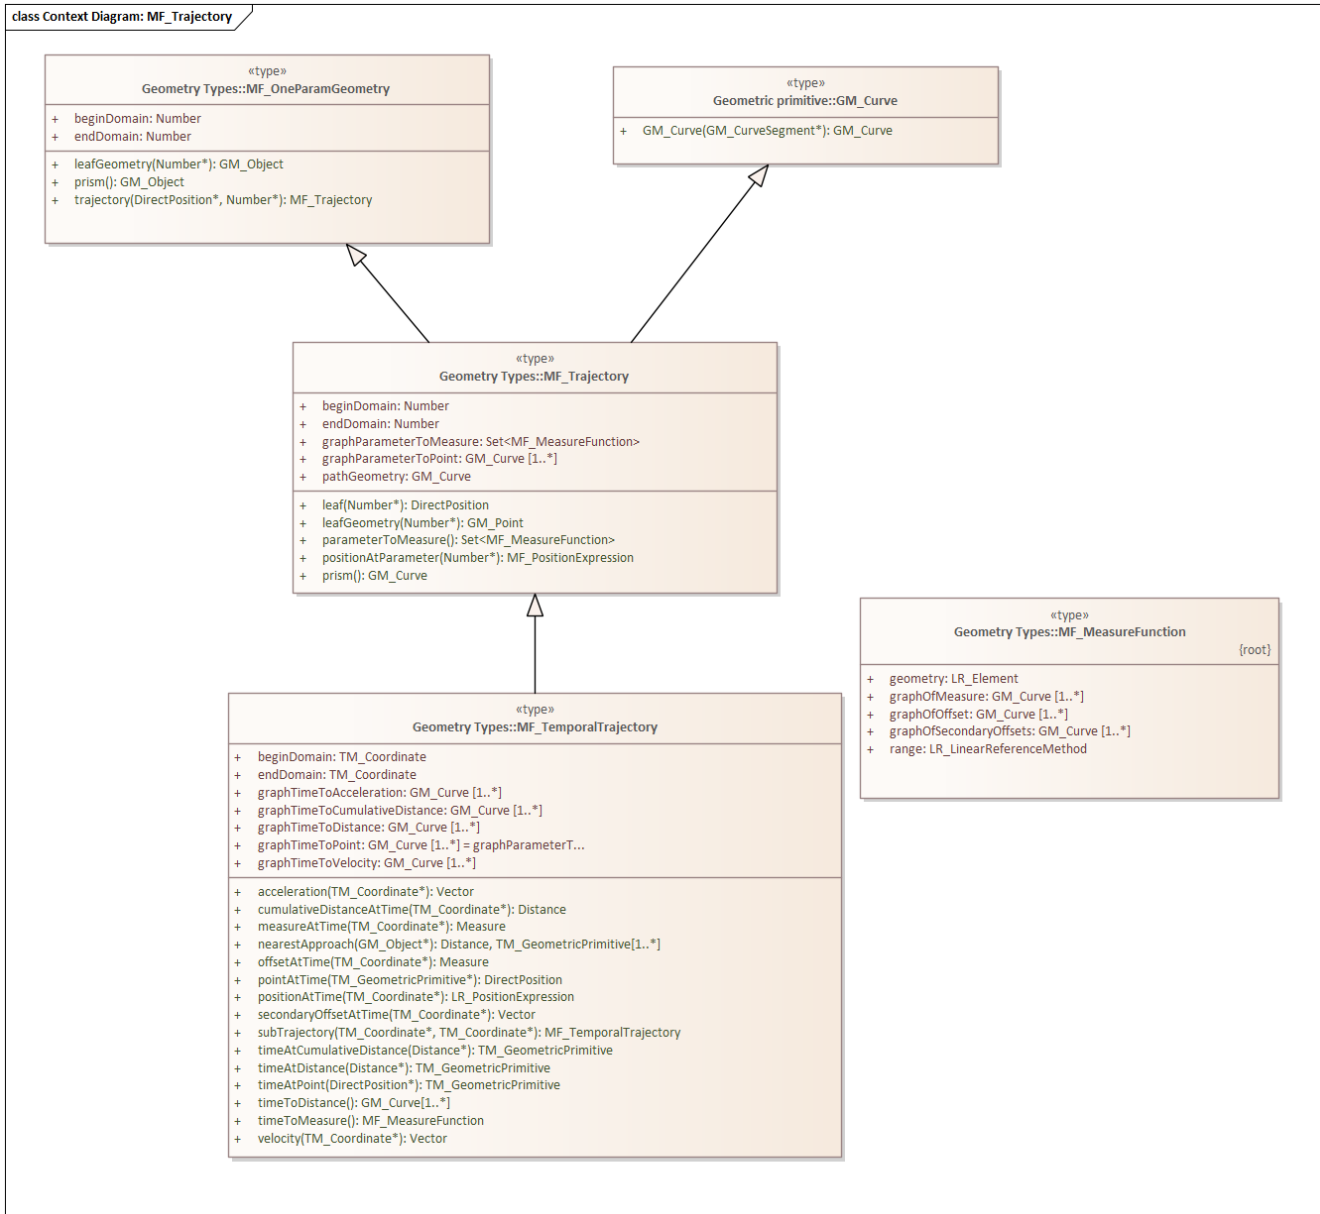 class Context Diagram: MF_Trajectory
«type»
Geometry Types::MF_OneParamGeometry
+ beginDomain: Number
+ endDomain: Number
+ leafGeometry(Number*): GM_Object
+ prism(): GM_Object
+ trajectory(DirectPosition*, Number*): MF_Trajectory
«type»
Geometric primitive::GM_Curve
+ GM_Curve(GM_CurveSegment*): GM_Curve
«type»
Geometry Types::MF_Trajectory
+ beginDomain: Number
+ endDomain: Number
+ graphParameterToMeasure: Set<MF_MeasureFunction>
+ graphParameterToPoint: GM_Curve [1..*]
+ pathGeometry: GM_Curve
+ leaf(Number*): DirectPosition
+ leafGeometry(Number*): GM_Point
+ parameterToMeasure(): Set<MF_MeasureFunction>
+ positionAtParameter(Number*): MF_PositionExpression
+ prism(): GM_Curve
«type»
Geometry Types::MF_MeasureFunction
{root}
+ geometry: LR_Element
+ graphOfMeasure: GM_Curve [1..*]
+ graphOfOffset: GM_Curve [1..*]
+ graphOfSecondaryOffsets: GM_Curve [1..*]
+ range: LR_LinearReferenceMethod
«type»
Geometry Types::MF_TemporalTrajectory
+ beginDomain: TM_Coordinate
+ endDomain: TM_Coordinate
+ graphTimeToAcceleration: GM_Curve [1..*]
+ graphTimeToCumulativeDistance: GM_Curve [1..*]
+ graphTimeToDistance: GM_Curve [1..*]
+ graphTimeToPoint: GM_Curve [1..*] = graphParameterT...
+ graphTimeToVelocity: GM_Curve [1..*]
+ acceleration(TM_Coordinate*): Vector
+ cumulativeDistanceAtTime(TM_Coordinate*): Distance
+ measureAtTime(TM_Coordinate*): Measure
+ nearestApproach(GM_Object*): Distance, TM_GeometricPrimitive[1..*]
+ offsetAtTime(TM_Coordinate*): Measure
+ pointAtTime(TM_GeometricPrimitive*): DirectPosition
+ positionAtTime(TM_Coordinate*): LR_PositionExpression
+ secondaryOffsetAtTime(TM_Coordinate*): Vector
+ subTrajectory(TM_Coordinate*, TM_Coordinate*): MF_TemporalTrajectory
+ timeAtCumulativeDistance(Distance*): TM_GeometricPrimitive
+ timeAtDistance(Distance*): TM_GeometricPrimitive
+ timeAtPoint(DirectPosition*): TM_GeometricPrimitive
+ timeToDistance(): GM_Curve[1..*]
+ timeToMeasure(): MF_MeasureFunction
+ velocity(TM_Coordinate*): Vector